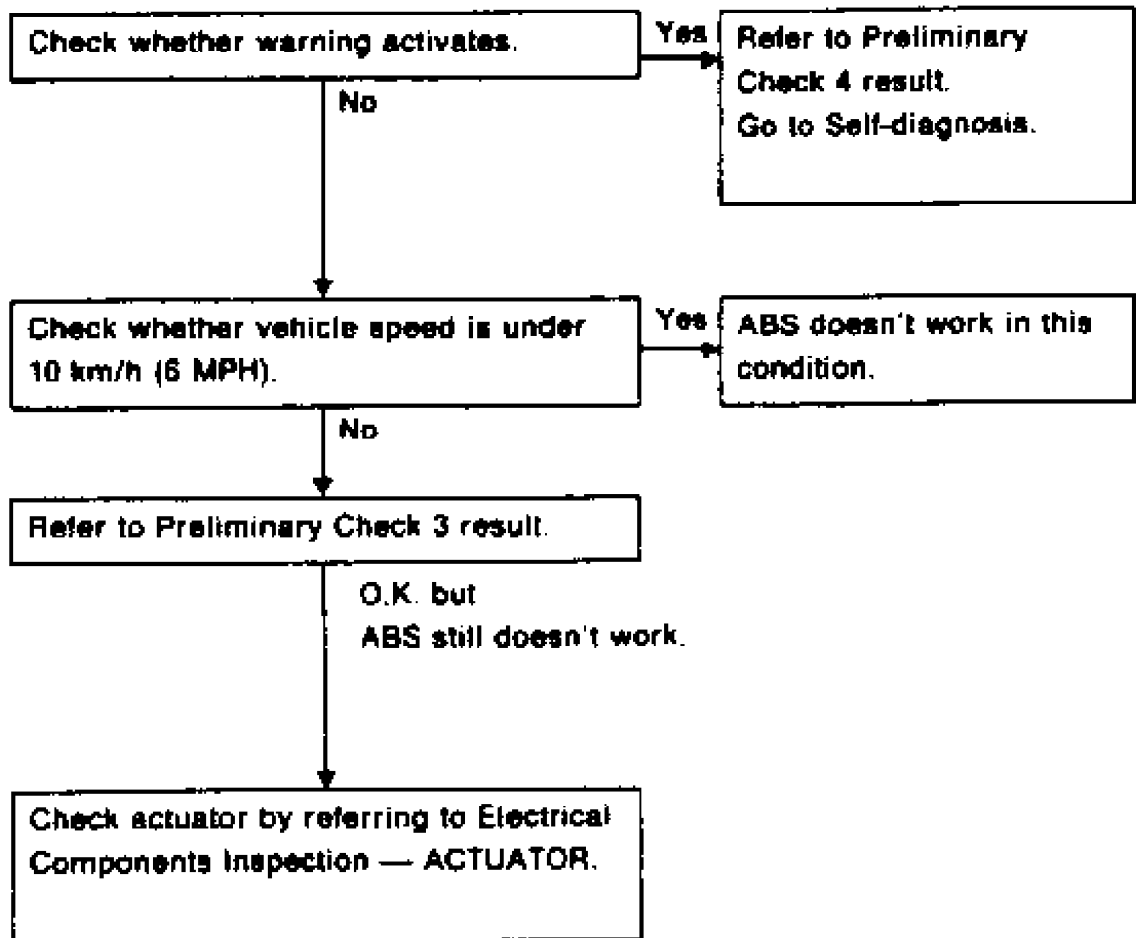 Check whether warning activates.
Yes
Refer to Preliminary
Check 4 result.
Go to Self-diagnosis.
No
Check whether vehicle speed is under
10 km/h (6 MPH).
Yes
ABS doesn't work in this
condition.
No
Refer to Preliminary Check 3 result.
O.K. but
ABS still doesn't work.
Check actuator by referring to Electrical
Components Inspection — ACTUATOR.